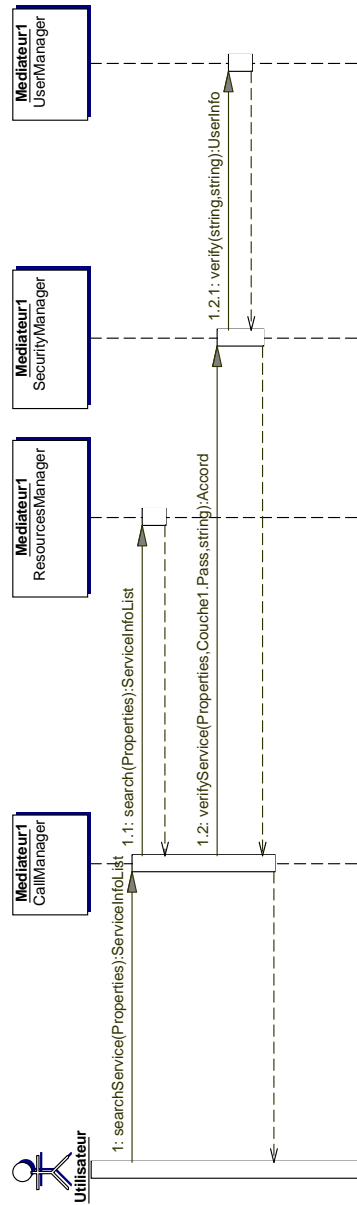 Utilisateur
Mediateur1
CallManager
Mediateur1
ResourcesManager
Mediateur1
SecurityManager
Mediateur1
UserManager
1: searchService(Properties):ServiceInfoList
1.1: search(Properties):ServiceInfoList
1.2: verifyService(Properties,Couche1.Pass,string):Accord
1.2.1: verify(string,string):UserInfo